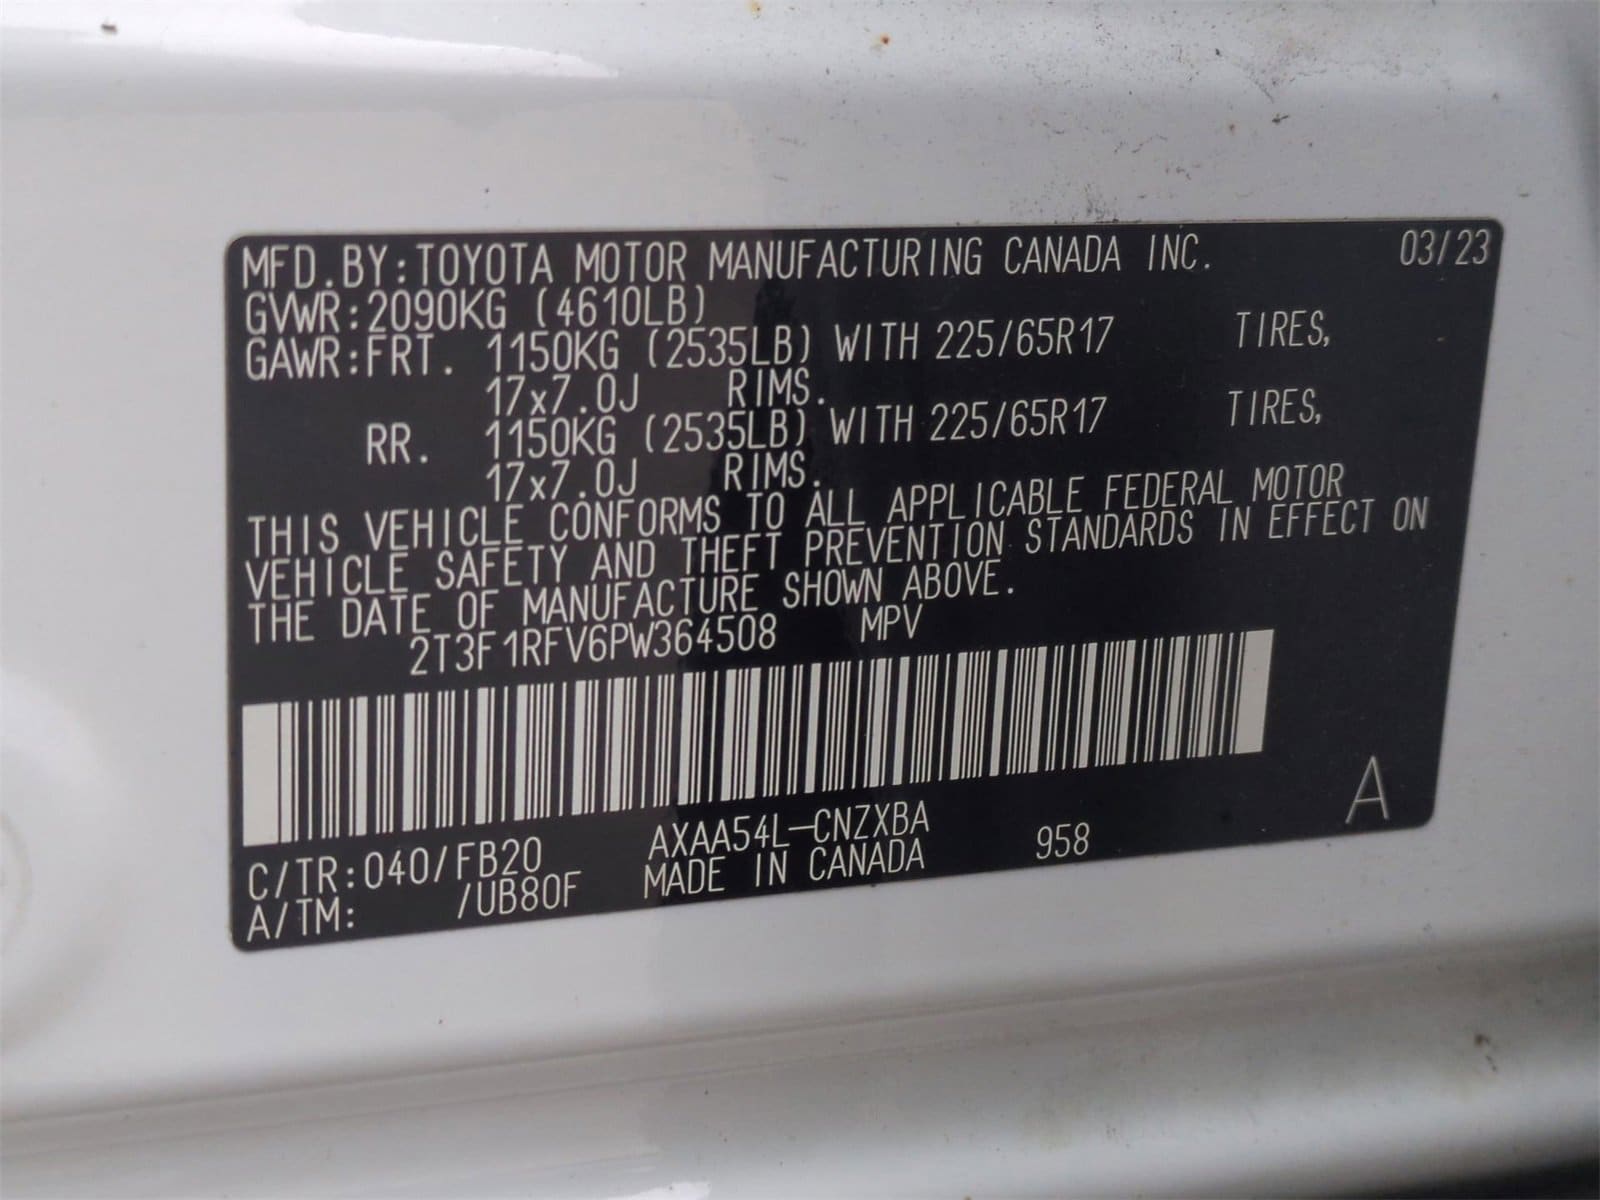 MFD.BY:TOYOTA MOTOR MANUFACTURING CANADA INC. 03/23
GVWR:2090KG (4610LB)
GAWR:FRT. 1150KG (2535LB) WITH 225/65R17 TIRES,
17x7.0J RIMS.
RR. 1150KG (2535LB) WITH 225/65R17 TIRES,
17x7.0J RIMS.
THIS VEHICLE CONFORMS TO ALL APPLICABLE FEDERAL MOTOR
VEHICLE SAFETY AND THEFT PREVENTION STANDARDS IN EFFECT ON
THE DATE OF MANUFACTURE SHOWN ABOVE.
2T3F1RFV6PW364508 MPV
C/TR:040/FB20 AXAA54L-CNZXBA 958 A
A/TM: /UB80F MADE IN CANADA